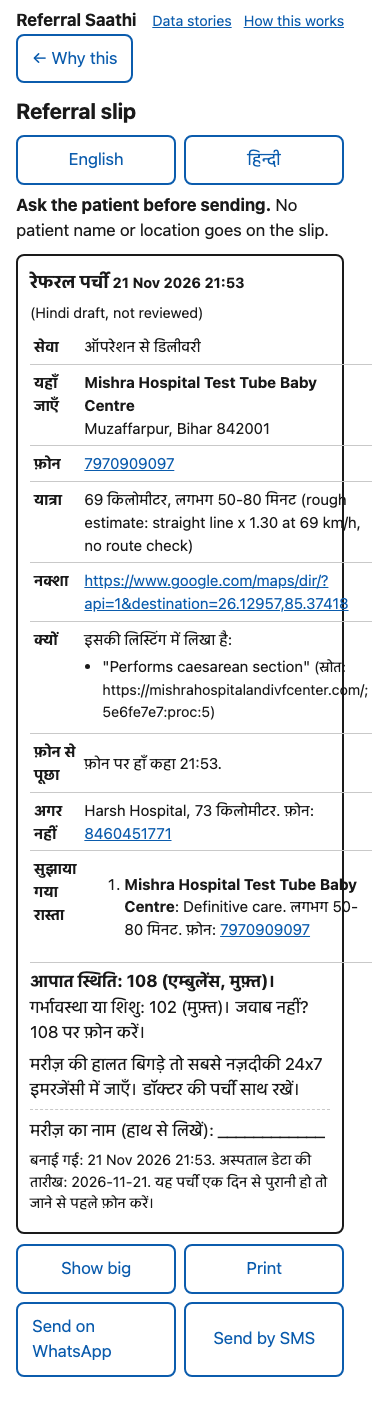 Referral Saathi Data stories How this works
← Why this
Referral slip
English हिन्दी
Ask the patient before sending. No
patient name or location goes on the slip.
रेफरल पर्ची 21 Nov 2026 21:53
(Hindi draft, not reviewed)
सेवा ऑपरेशन से डिलीवरी
यहाँ जाएँ Mishra Hospital Test Tube Baby
Centre
Muzaffarpur, Bihar 842001
फ़ोन 7970909097
यात्रा 69 किलोमीटर, लगभग 50-80 मिनट (rough
estimate: straight line x 1.30 at 69 km/h,
no route check)
नक्शा https://www.google.com/maps/dir/?
api=1&destination=26.12957,85.37418
क्यों इसकी लिस्टिंग में लिखा है:
• "Performs caesarean section" (स्रोत:
https://mishrahospitalandivfcenter.com/;
5e6fe7e7:proc:5)
फ़ोन से पूछा फ़ोन पर हाँ कहा 21:53.
अगर नहीं Harsh Hospital, 73 किलोमीटर. फ़ोन:
8460451771
सुझाया गया रास्ता 1. Mishra Hospital Test Tube Baby
Centre: Definitive care. लगभग 50-
80 मिनट. फ़ोन: 7970909097
आपात स्थिति: 108 (एम्बुलेंस, मुफ़्त)।
गर्भावस्था या शिशु: 102 (मुफ़्त)। जवाब नहीं?
108 पर फ़ोन करें।
मरीज़ की हालत बिगड़े तो सबसे नज़दीकी 24x7
इमरजेंसी में जाएँ। डॉक्टर की पर्ची साथ रखें।
मरीज़ का नाम (हाथ से लिखें): ____________
बनाई गई: 21 Nov 2026 21:53. अस्पताल डेटा की
तारीख: 2026-11-21. यह पर्ची एक दिन से पुरानी हो तो
जाने से पहले फ़ोन करें।
Show big Print
Send on
WhatsApp Send by SMS